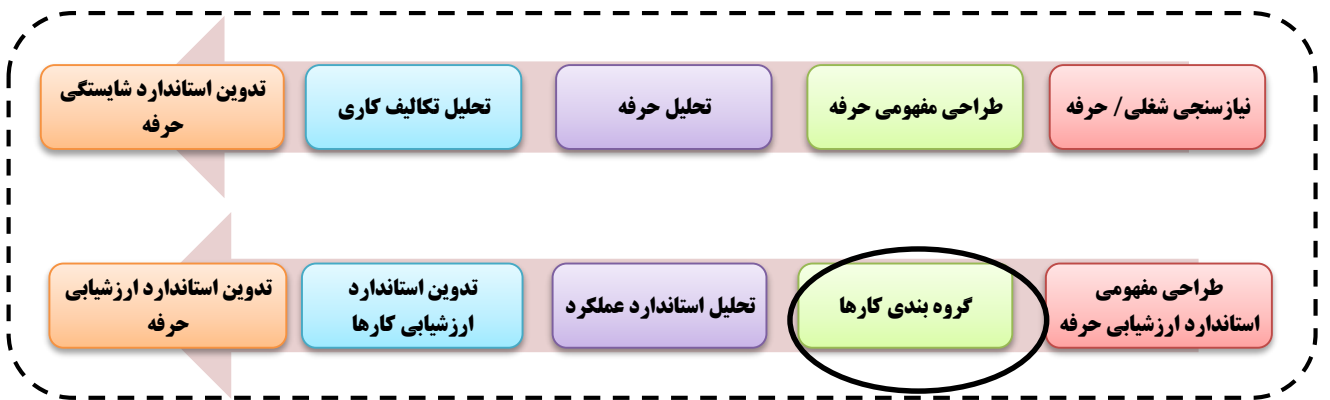 نیازسنجی شغلی/ حرفه
طراحی مفهومی حرفه
تحلیل حرفه
تحلیل تکالیف کاری
تدوین استاندارد شایستگی
حرفه
طراحی مفهومی
استاندارد ارزشیابی حرفه
گروه بندی کارها
تحلیل استاندارد عملکرد
تدوین استاندارد
ارزشیابی کارها
تدوین استاندارد ارزشیابی
حرفه